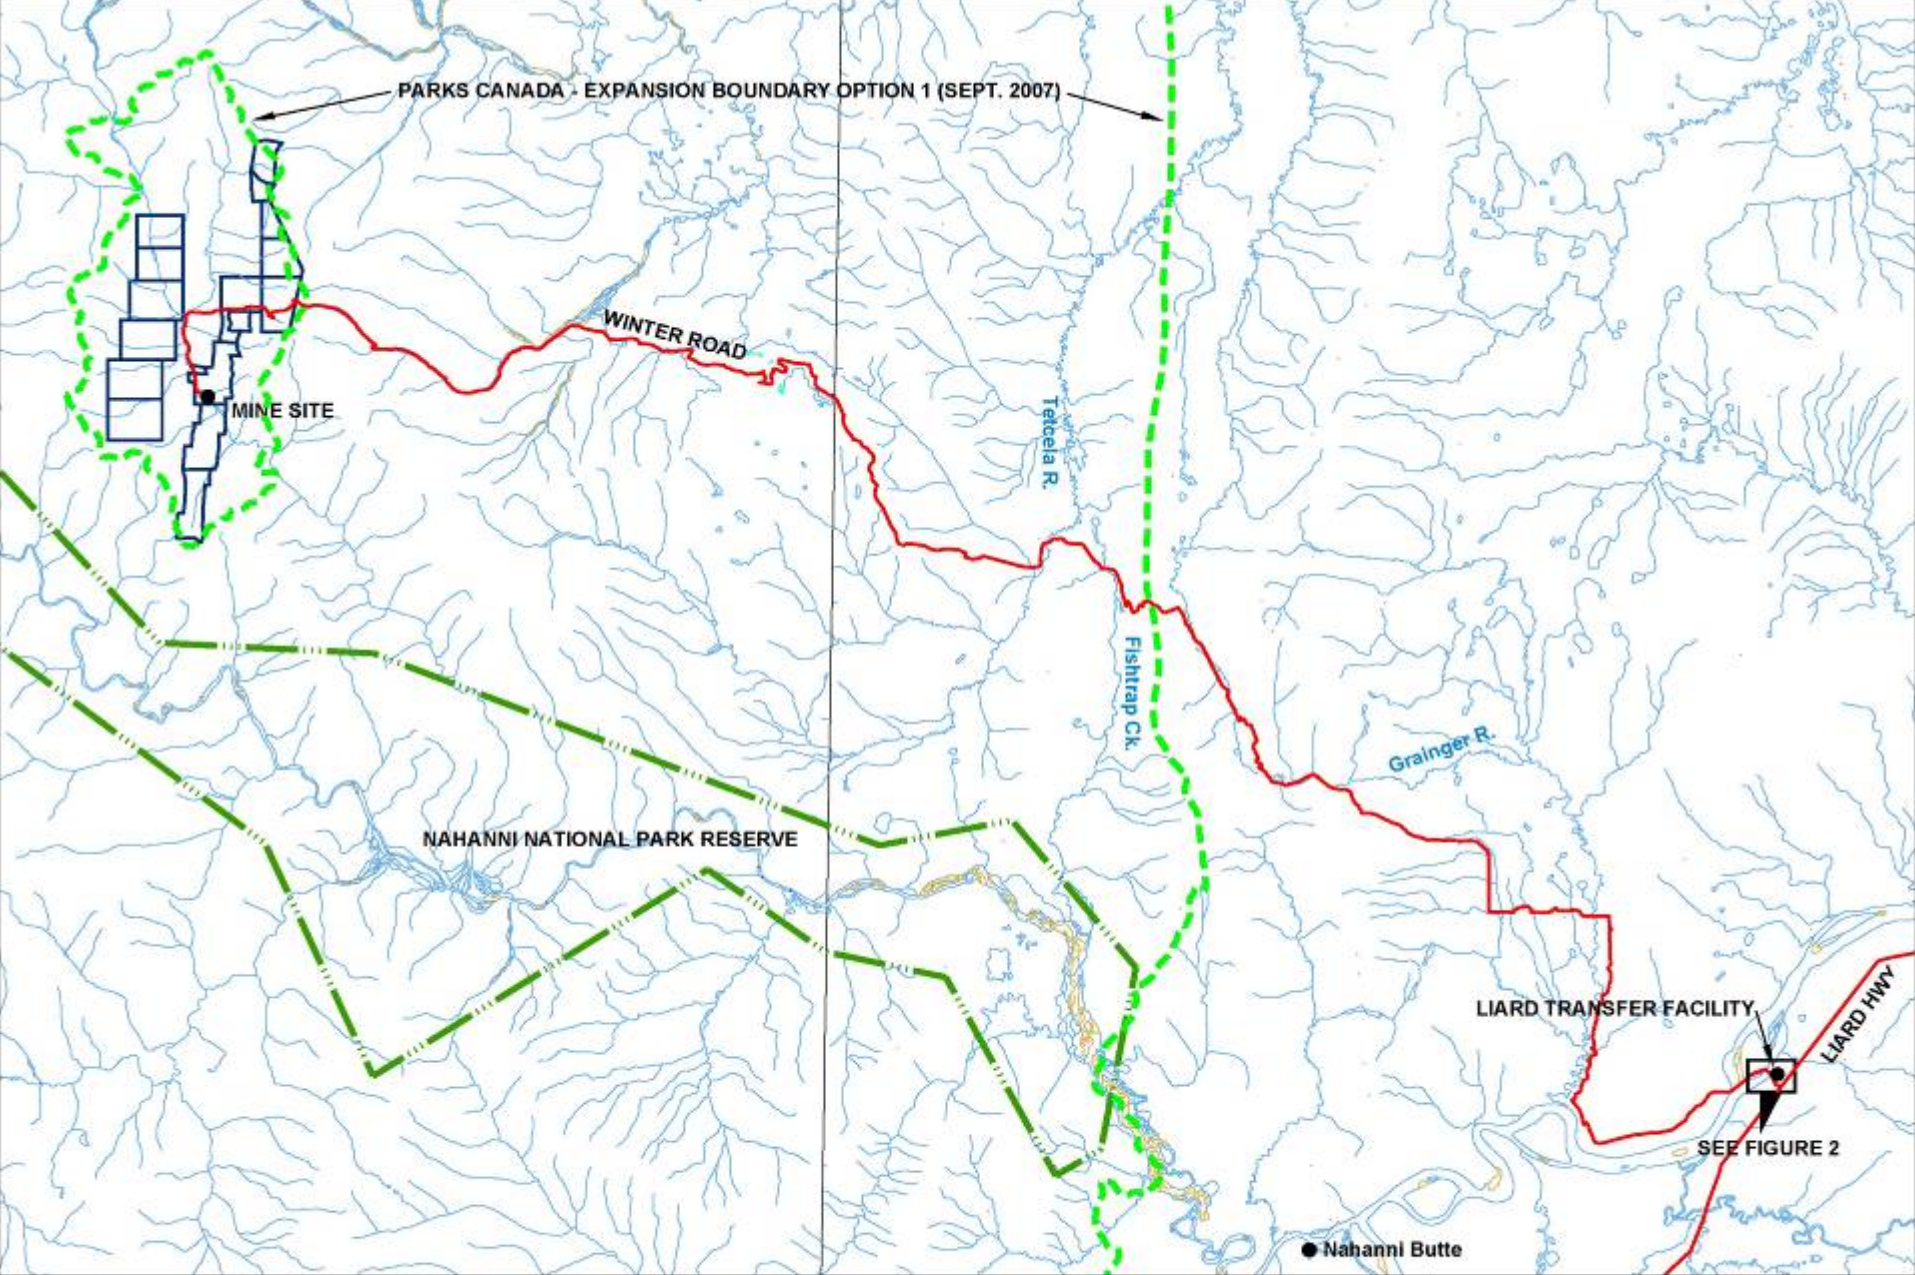 PARKS CANADA - EXPANSION BOUNDARY OPTION 1 (SEPT. 2007)
WINTER ROAD
MINE SITE
Tetcela R.
Fishtrap Ck.
Grainger R.
NAHANNI NATIONAL PARK RESERVE
LIARD TRANSFER FACILITY
LIARD HWY
SEE FIGURE 2
Nahanni Butte